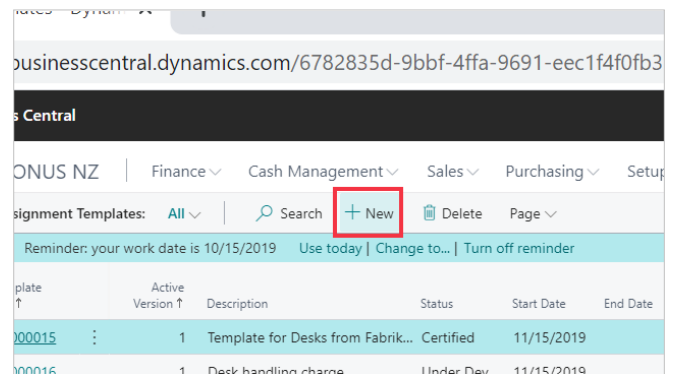 businesscentral.dynamics.com/6782835d-9bbf-4ffa-9691-eec1f4f0fb3
s Central
ONUS NZ Finance Cash Management Sales Purchasing Setup
signment Templates: All Search + New Delete Page
Reminder: your work date is 10/15/2019 Use today | Change to... | Turn off reminder
plate Active
↑ Version ↑ Description Status Start Date End Date
000015 1 Template for Desks from Fabrik... Certified 11/15/2019
000016 1 Desk handling charge Under Dev 11/15/2019